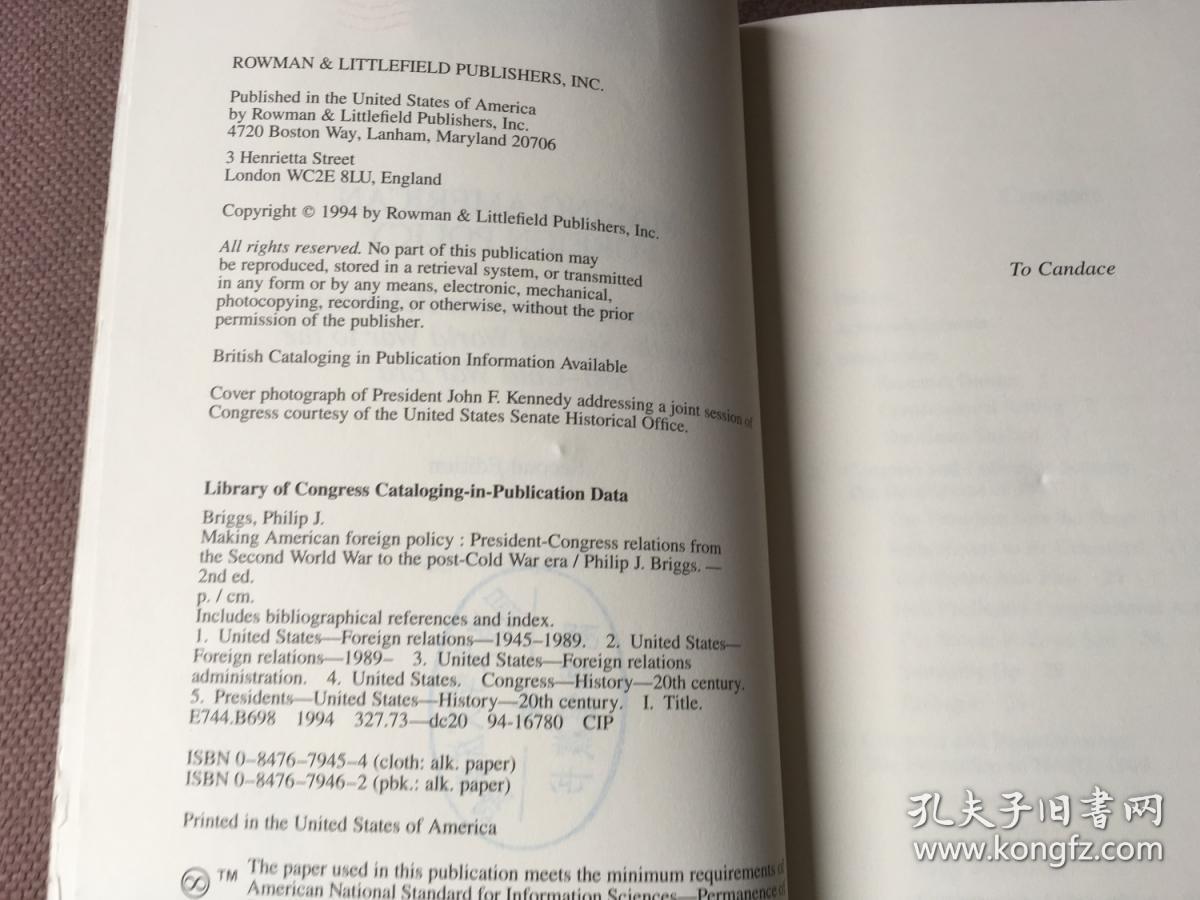 ROWMAN & LITTLEFIELD PUBLISHERS, INC.
Published in the United States of America
by Rowman & Littlefield Publishers, Inc.
4720 Boston Way, Lanham, Maryland 20706
3 Henrietta Street
London WC2E 8LU, England
Copyright © 1994 by Rowman & Littlefield Publishers, Inc.
All rights reserved. No part of this publication may
be reproduced, stored in a retrieval system, or transmitted
in any form or by any means, electronic, mechanical,
photocopying, recording, or otherwise, without the prior
permission of the publisher.
British Cataloging in Publication Information Available
Cover photograph of President John F. Kennedy addressing a joint session of
Congress courtesy of the United States Senate Historical Office.
Library of Congress Cataloging-in-Publication Data
Briggs, Philip J.
Making American foreign policy : President-Congress relations from
the Second World War to the post-Cold War era / Philip J. Briggs. —
2nd ed.
p. / cm.
Includes bibliographical references and index.
1. United States—Foreign relations—1945–1989. 2. United States—
Foreign relations—1989– 3. United States—Foreign relations
administration. 4. United States. Congress—History—20th century.
5. Presidents—United States—History—20th century. I. Title.
E744.B698 1994 327.73—dc20 94-16780 CIP
ISBN 0–8476–7945–4 (cloth: alk. paper)
ISBN 0–8476–7946–2 (pbk.: alk. paper)
Printed in the United States of America
TM The paper used in this publication meets the minimum requirements of
American National Standard for Information Sciences—Permanence of
To Candace
孔夫子旧书网
www.kongfz.com